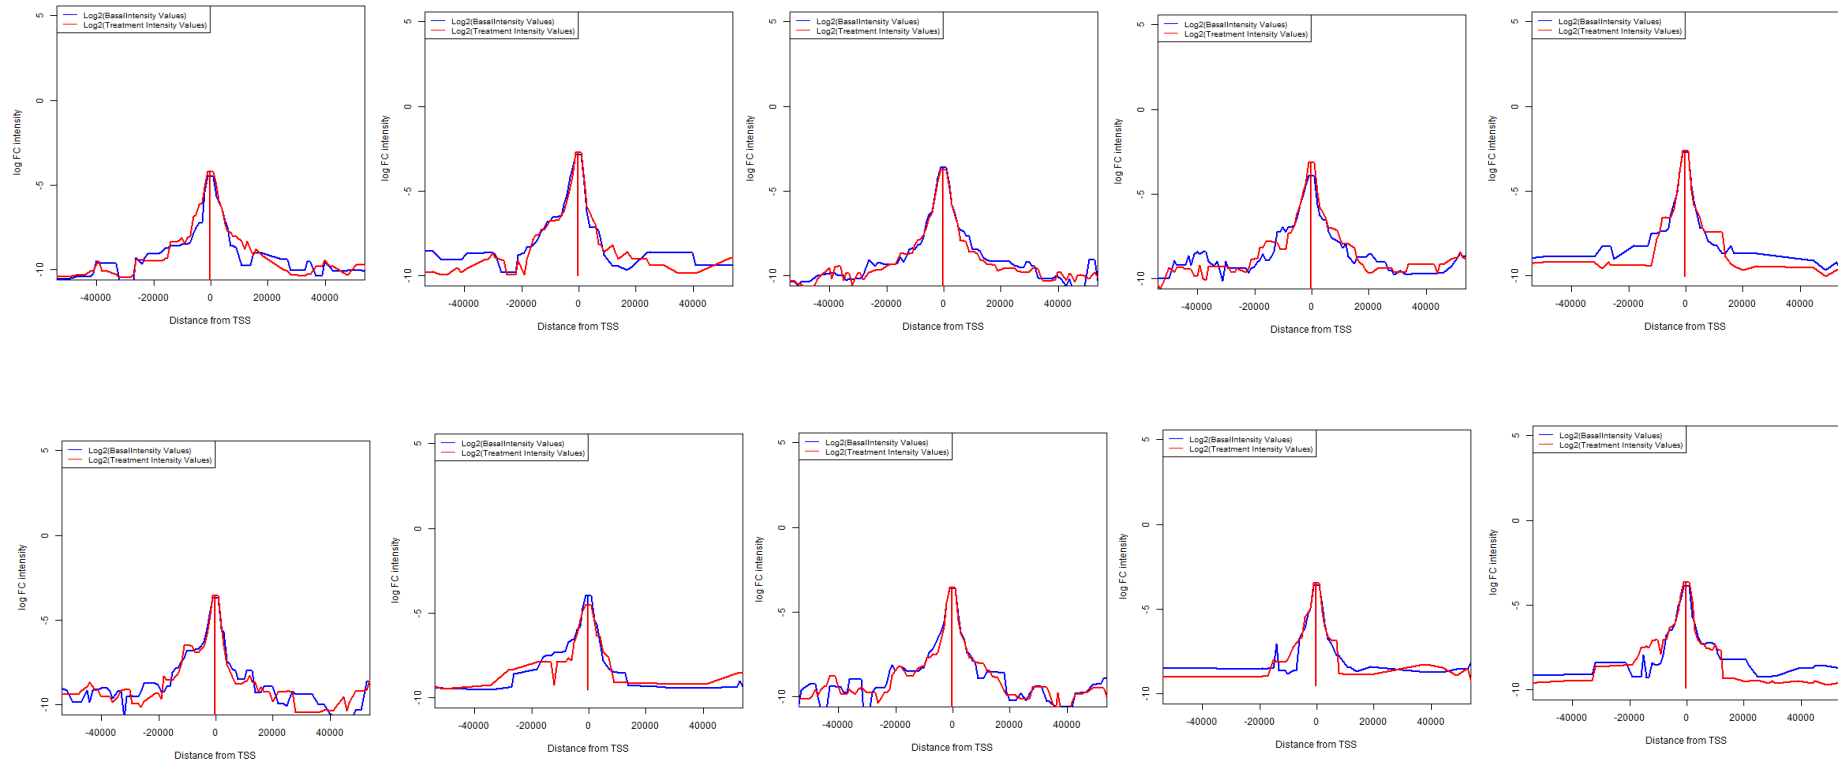 Log2(BasalIntensity Values)
Log2(Treatment Intensity Values)
5
0
-5
-10
log FC intensity
-40000 -20000 0 20000 40000
Distance from TSS
Log2(BasalIntensity Values)
Log2(Treatment Intensity Values)
5
0
-5
-10
log FC intensity
-40000 -20000 0 20000 40000
Distance from TSS
Log2(BasalIntensity Values)
Log2(Treatment Intensity Values)
5
0
-5
-10
log FC intensity
-40000 -20000 0 20000 40000
Distance from TSS
Log2(BasalIntensity Values)
Log2(Treatment Intensity Values)
5
0
-5
-10
log FC intensity
-40000 -20000 0 20000 40000
Distance from TSS
Log2(BasalIntensity Values)
Log2(Treatment Intensity Values)
5
0
-5
-10
log FC intensity
-40000 -20000 0 20000 40000
Distance from TSS
Log2(BasalIntensity Values)
Log2(Treatment Intensity Values)
5
0
-5
-10
log FC intensity
-40000 -20000 0 20000 40000
Distance from TSS
Log2(BasalIntensity Values)
Log2(Treatment Intensity Values)
5
0
-5
-10
log FC intensity
-40000 -20000 0 20000 40000
Distance from TSS
Log2(BasalIntensity Values)
Log2(Treatment Intensity Values)
5
0
-5
-10
log FC intensity
-40000 -20000 0 20000 40000
Distance from TSS
Log2(BasalIntensity Values)
Log2(Treatment Intensity Values)
5
0
-5
-10
log FC intensity
-40000 -20000 0 20000 40000
Distance from TSS
Log2(BasalIntensity Values)
Log2(Treatment Intensity Values)
5
0
-5
-10
log FC intensity
-40000 -20000 0 20000 40000
Distance from TSS